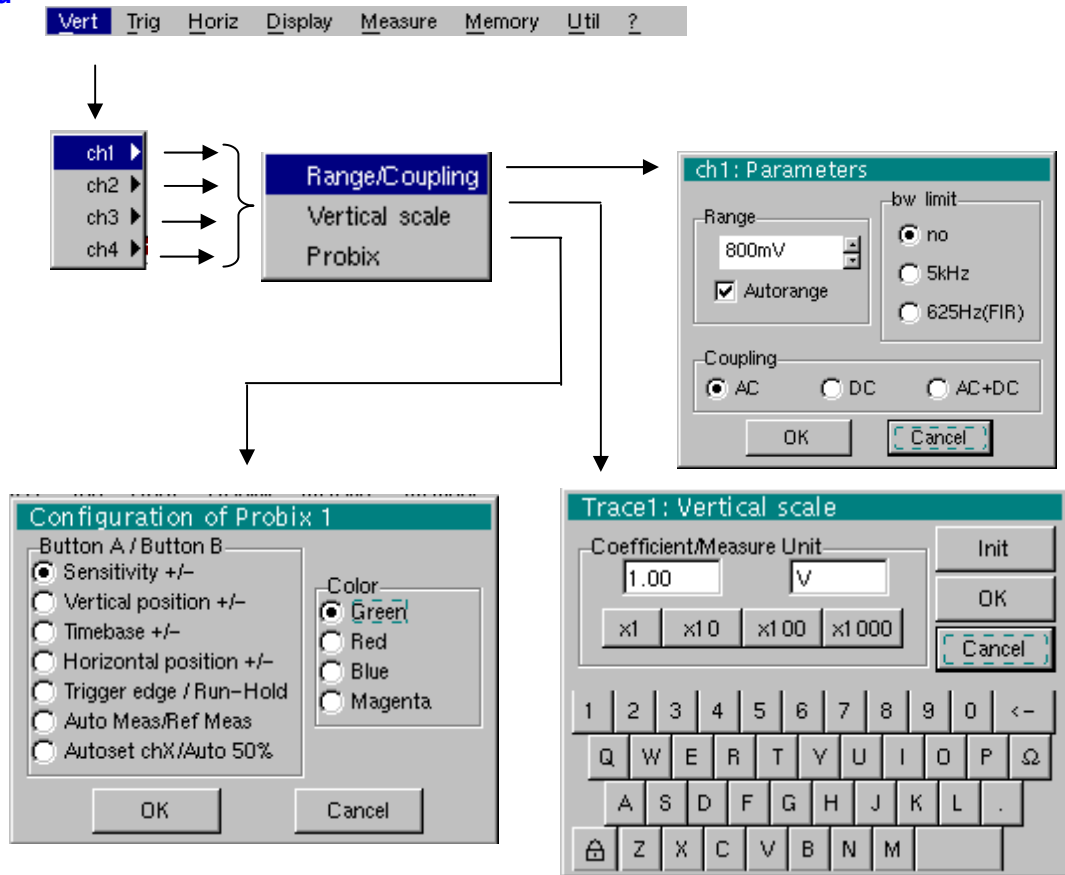 Vert Trig Horiz Display Measure Memory Util ?
ch1
ch2
ch3
ch4
Range/Coupling
Vertical scale
Probix
ch1: Parameters
Range
800mV
Autorange
bw limit
no
5kHz
625Hz(FIR)
Coupling
AC DC AC+DC
OK Cancel
Configuration of Probix 1
Button A / Button B
Sensitivity +/-
Vertical position +/-
Timebase +/-
Horizontal position +/-
Trigger edge / Run-Hold
Auto Meas/Ref Meas
Autoset chX/Auto 50%
Color
Green
Red
Blue
Magenta
OK Cancel
Trace1: Vertical scale
Coefficient/Measure Unit
1.00 V
x1 x10 x100 x1000
Init
OK
Cancel
1 2 3 4 5 6 7 8 9 0 <-
Q W E R T Y U I O P Ω
A S D F G H J K L .
Z X C V B N M